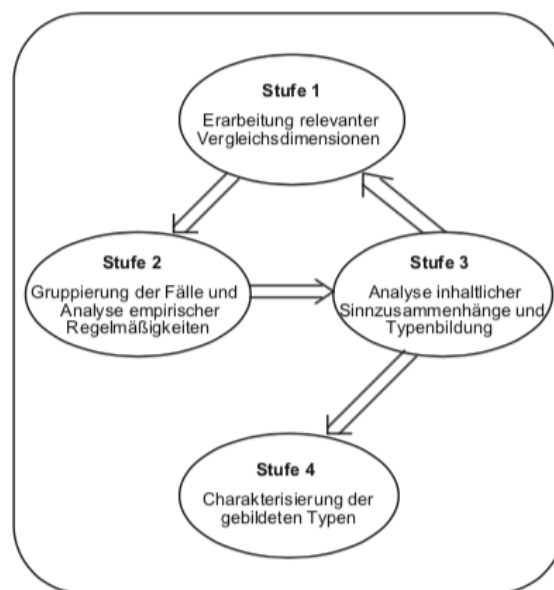 Stufe 1
Erarbeitung relevanter
Vergleichsdimensionen
Stufe 2
Gruppierung der Fälle und
Analyse empirischer
Regelmäßigkeiten
Stufe 3
Analyse inhaltlicher
Sinnzusammenhänge und
Typenbildung
Stufe 4
Charakterisierung der
gebildeten Typen